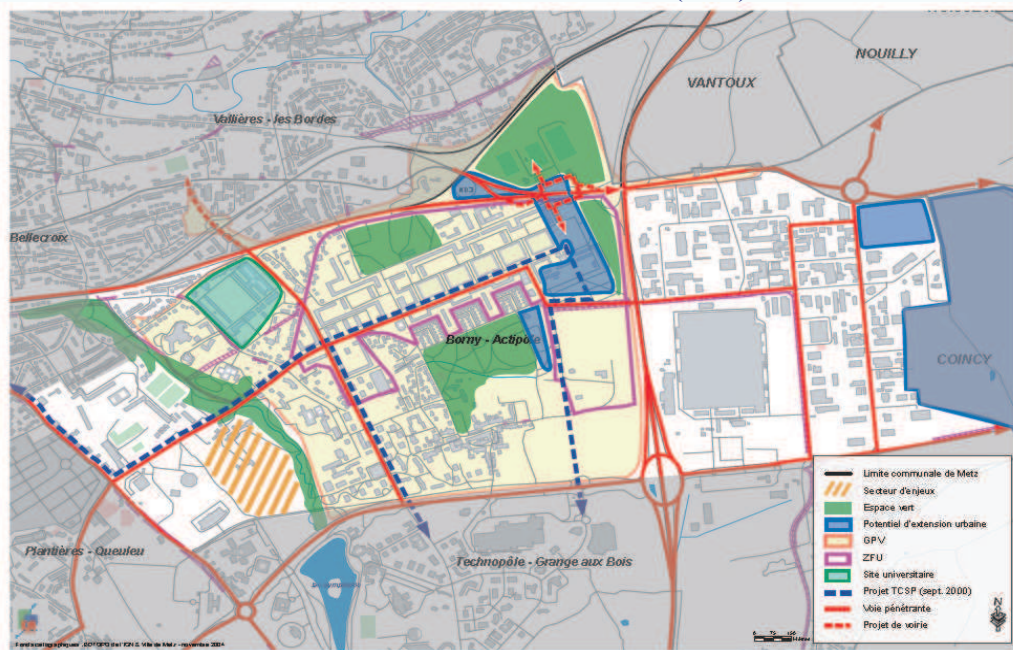 NOUILLY
VANTOUX
Vallières - les Bordes
Bellecroix
Borny - Actipôle
COINCY
Plantières - Queuleu
Technopôle - Grange aux Bois
Limite communale de Metz
Secteur d'enjeux
Espace vert
Potentiel d'extension urbaine
GPV
ZFU
Site universitaire
Projet TCSP (sept. 2000)
Voie pénétrante
Projet de voirie